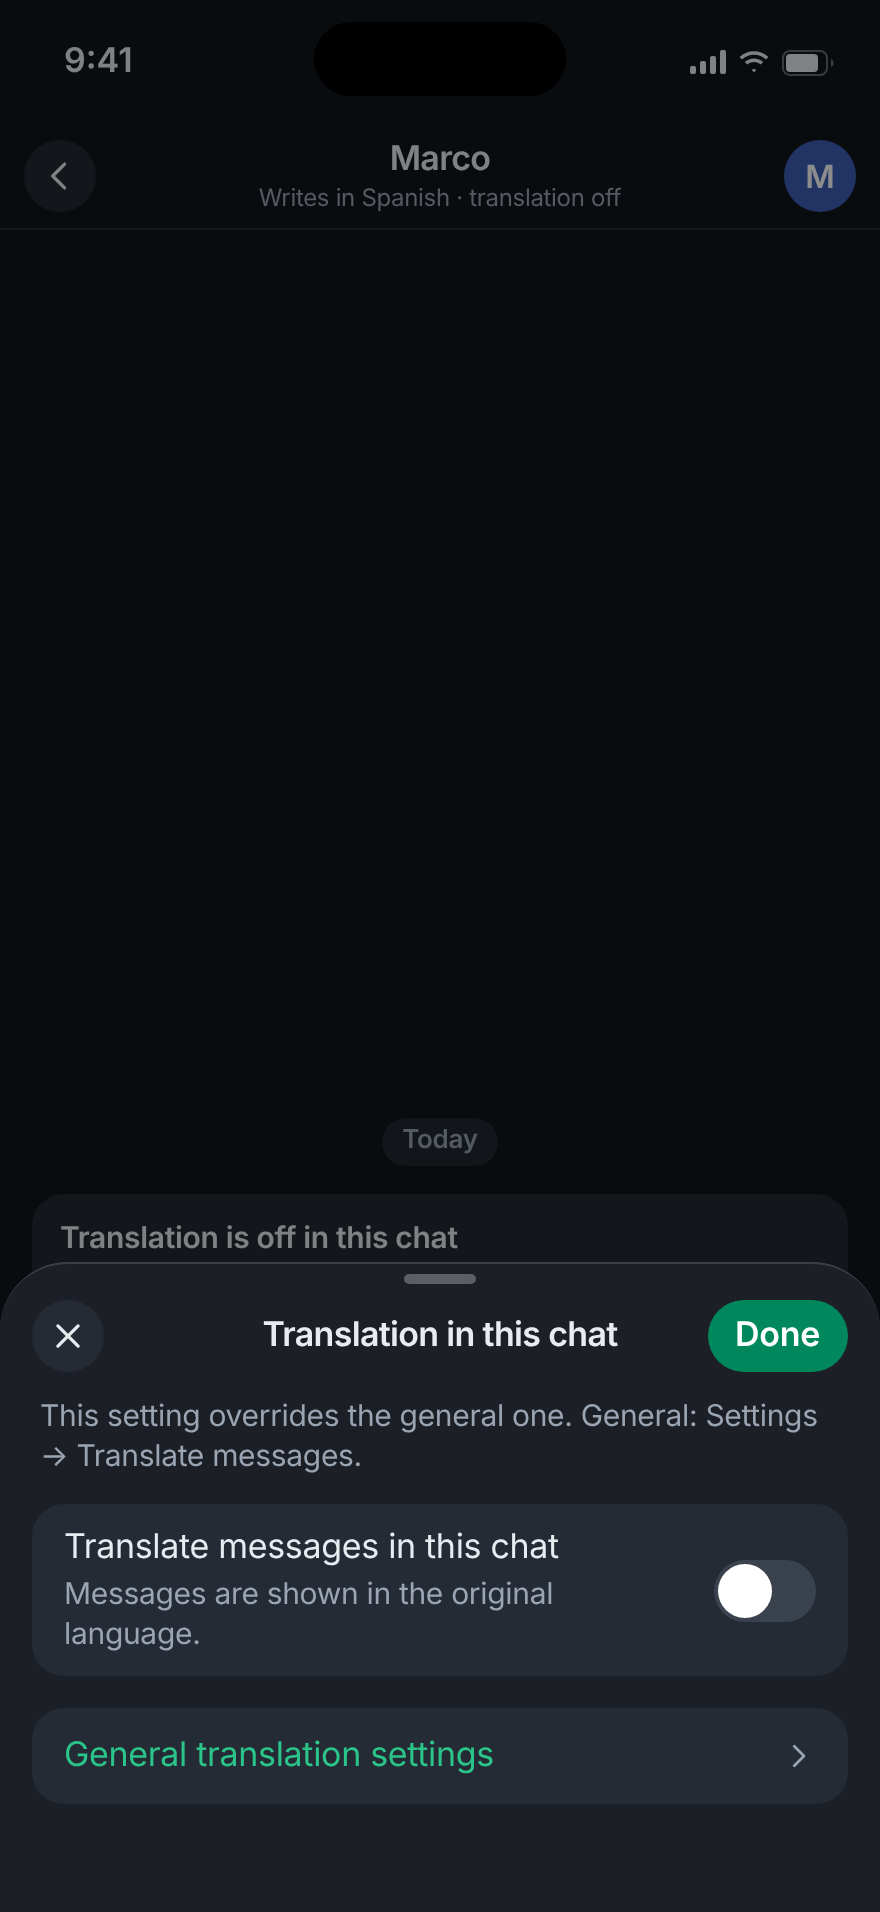 9:41
Marco
Writes in Spanish · translation off
M
Today
Translation is off in this chat
Translation in this chat
Done
This setting overrides the general one. General: Settings
→ Translate messages.
Translate messages in this chat
Messages are shown in the original
language.
General translation settings